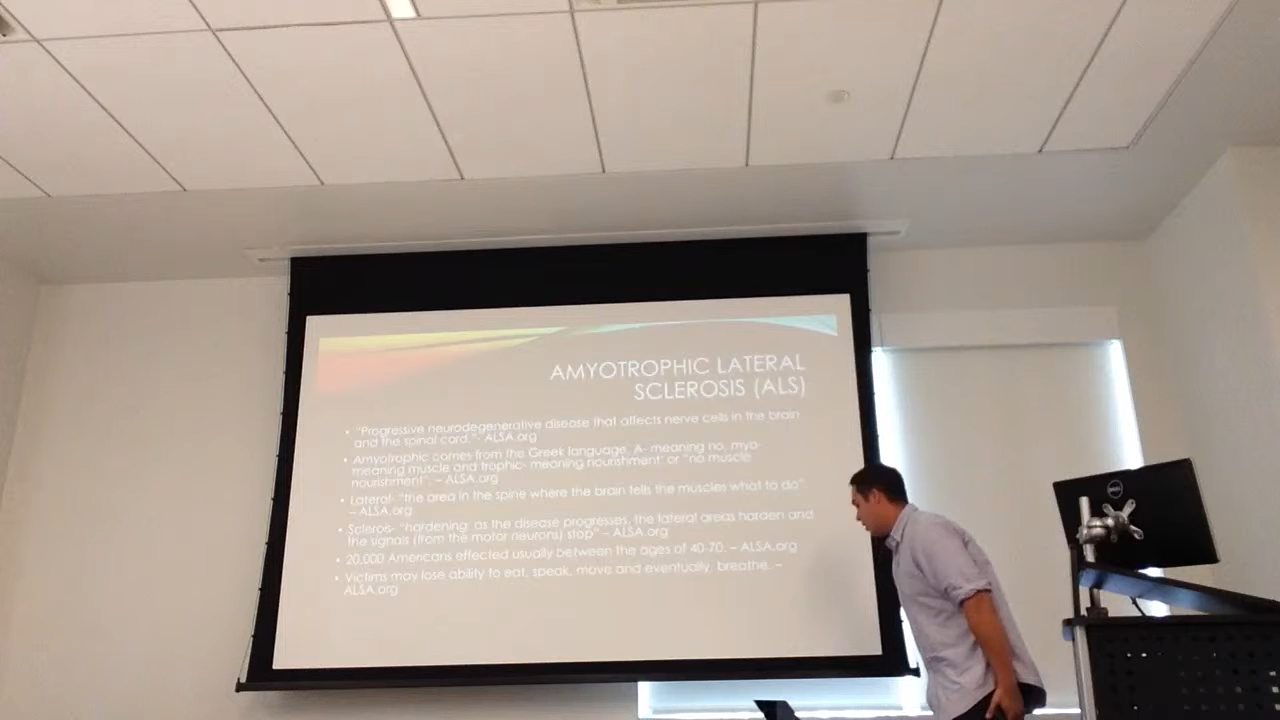 AMYOTROPHIC LATERAL
SCLEROSIS (ALS)
• "Progressive neurodegenerative disease that affects nerve cells in the brain
and the spinal cord."- ALSA.org
• Amyotrophic comes from the Greek language. A- meaning no, myo-
meaning muscle and trophic- meaning nourishment; or "no muscle
nourishment". – ALSA.org
• Lateral- "the area in the spine where the brain tells the muscles what to do".
– ALSA.org
• Sclerosis- "hardening; as the disease progresses, the lateral areas harden and
the signals (from the motor neurons) stop" – ALSA.org
• 20,000 Americans effected usually between the ages of 40-70. – ALSA.org
• Victims may lose ability to eat, speak, move and eventually, breathe. –
ALSA.org
DELL